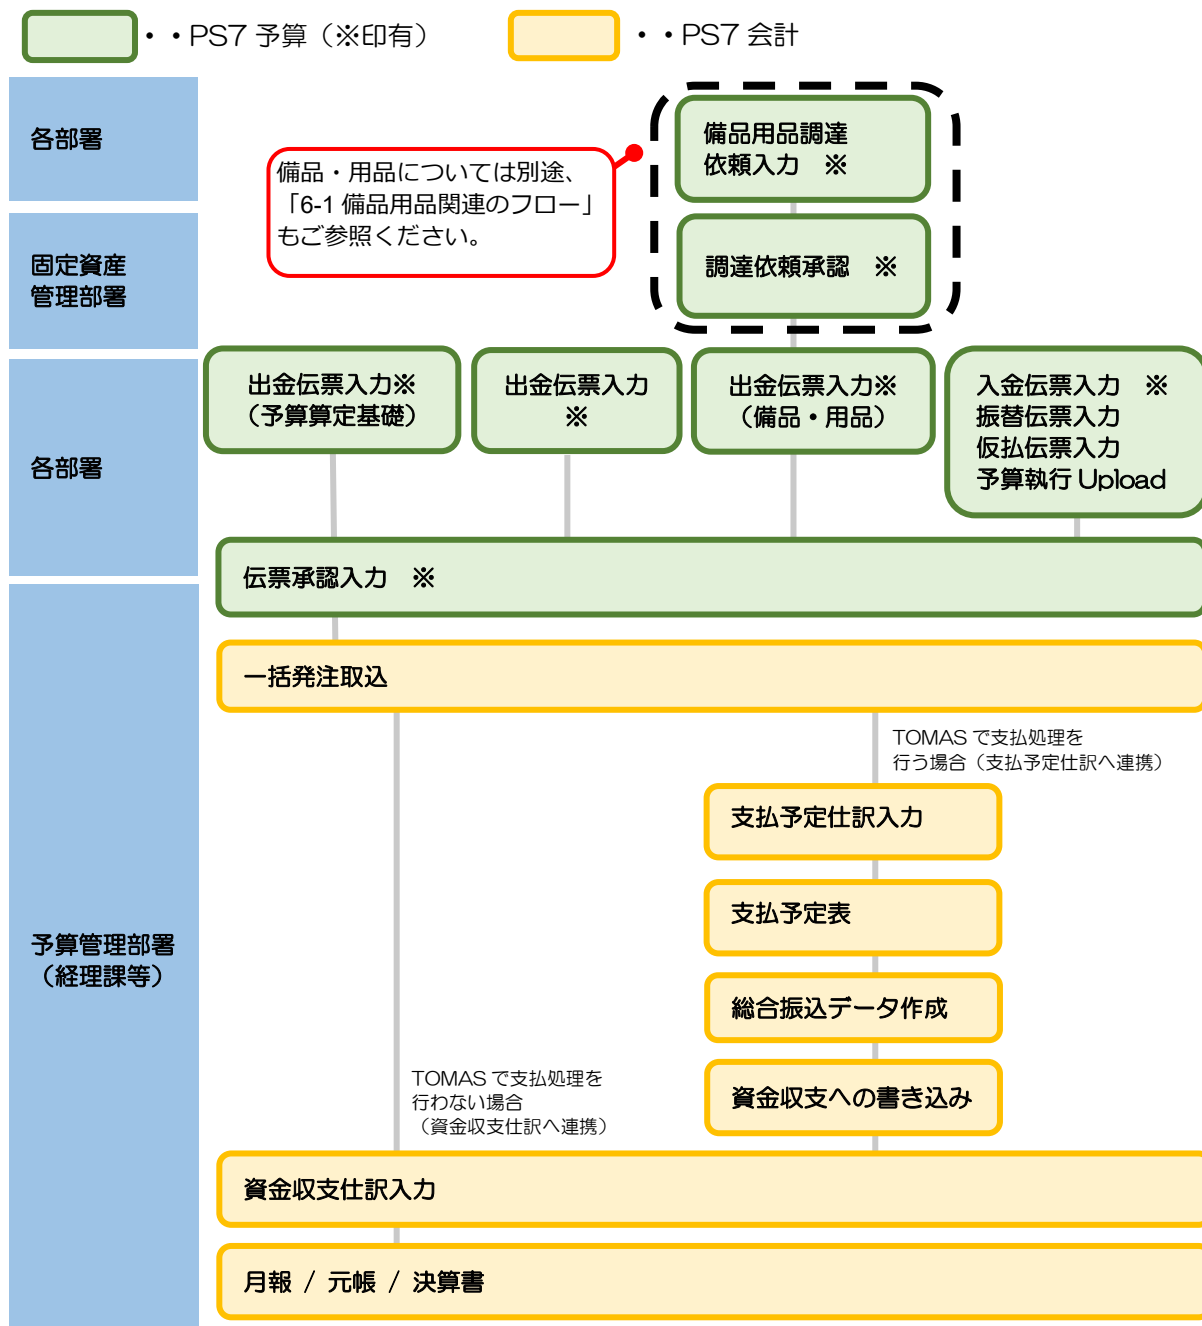 ・・PS7 予算（※印有）
・・PS7 会計
各部署
備品用品調達
依頼入力　※
備品・用品については別途、
「6-1 備品用品関連のフロー」
もご参照ください。
固定資産
管理部署
調達依頼承認　※
各部署
出金伝票入力※
（予算算定基礎）
出金伝票入力
※
出金伝票入力※
（備品・用品）
入金伝票入力　※
振替伝票入力
仮払伝票入力
予算執行 Upload
伝票承認入力　※
予算管理部署
（経理課等）
一括発注取込
TOMAS で支払処理を
行う場合（支払予定仕訳へ連携）
支払予定仕訳入力
支払予定表
総合振込データ作成
資金収支への書き込み
TOMAS で支払処理を
行わない場合
（資金収支仕訳へ連携）
資金収支仕訳入力
月報 / 元帳 / 決算書